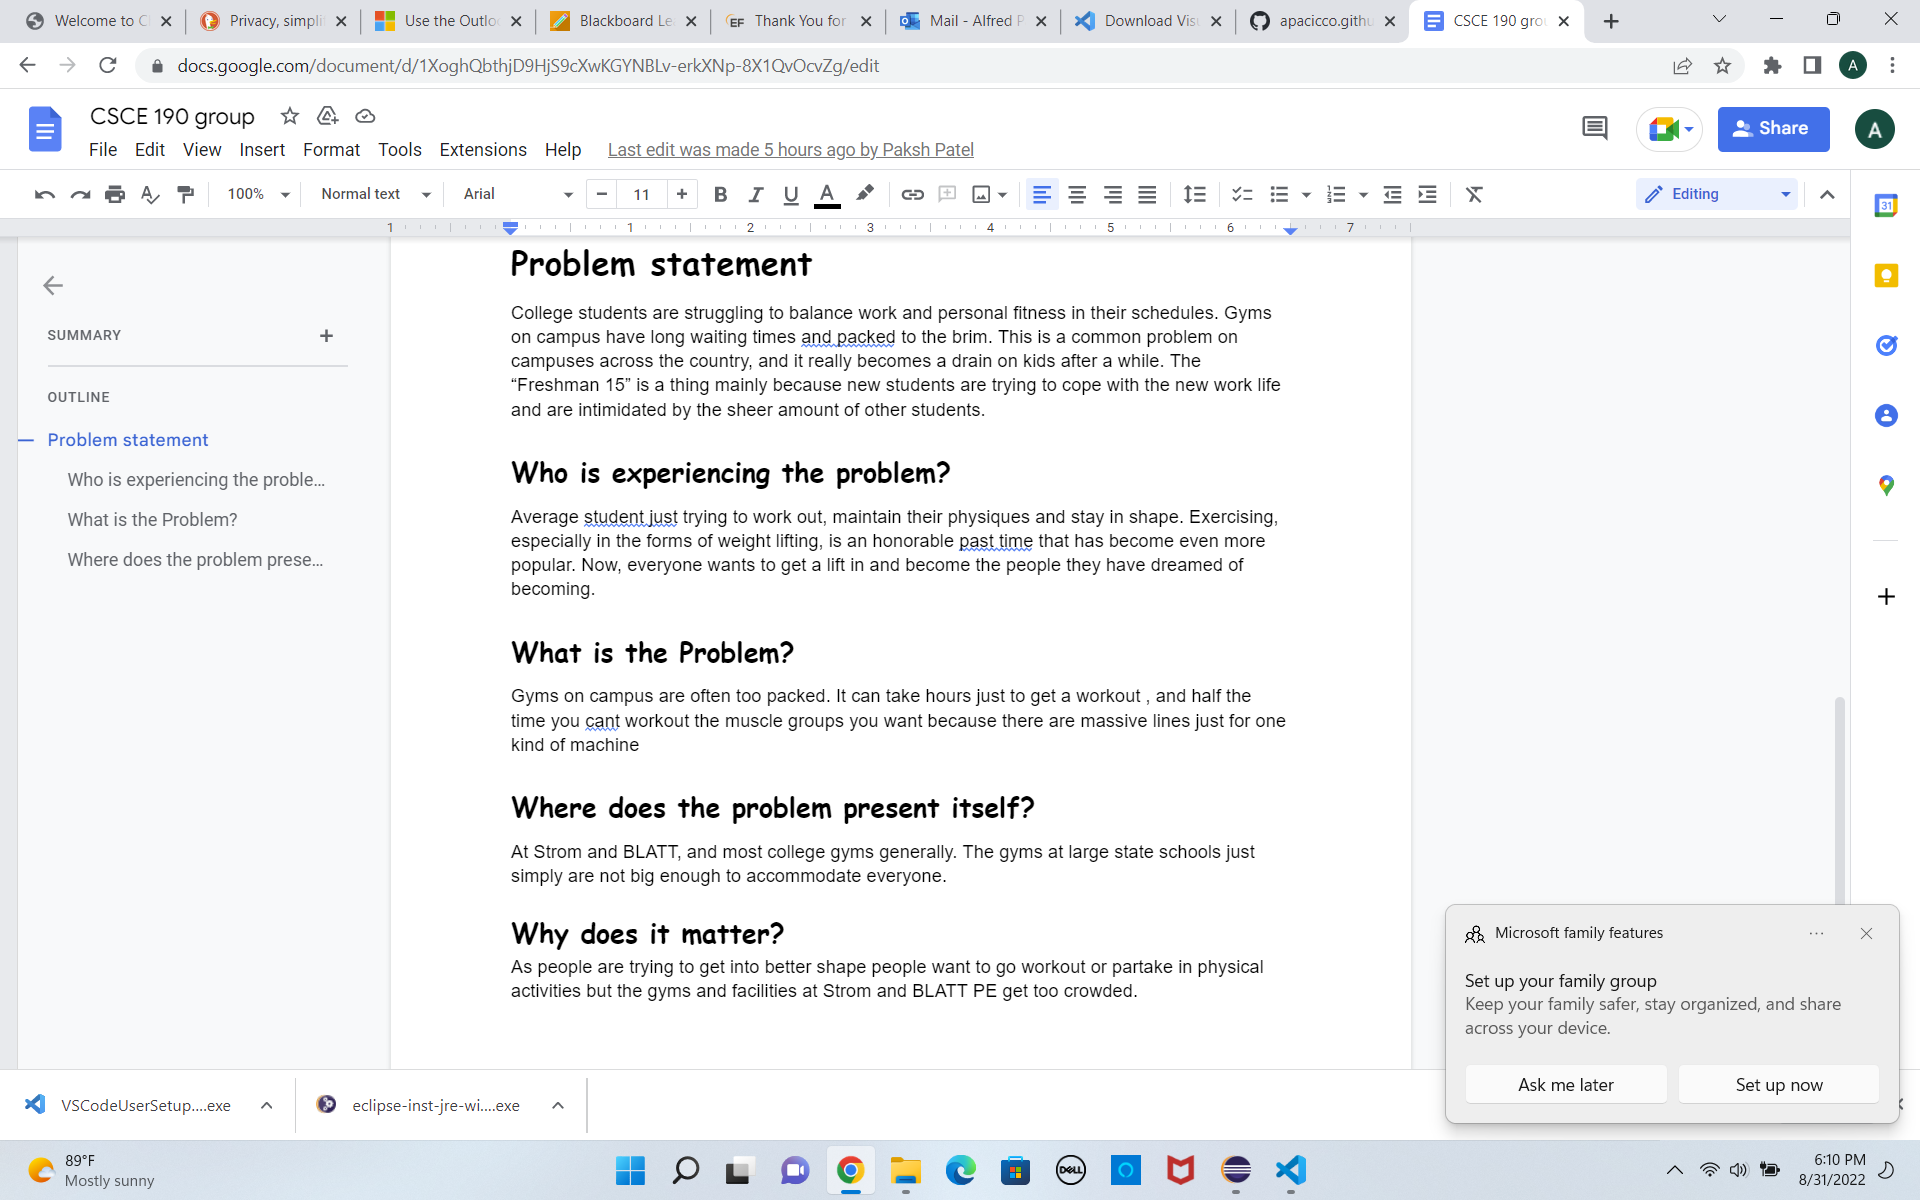 Welcome to C
Privacy, simpli
Use the Outlo
Blackboard Le
EF Thank You for
Mail - Alfred P
Download Visu
apacicco.githu
CSCE 190 grou
docs.google.com/document/d/1XoghQbthjD9HjS9cXwKGYNBLv-erkXNp-8X1QvOcvZg/edit
A
CSCE 190 group
Share
A
File Edit View Insert Format Tools Extensions Help Last edit was made 5 hours ago by Paksh Patel
100% Normal text Arial 11 B I U A Editing
31
1 1 2 3 4 5 6 7
SUMMARY
OUTLINE
Problem statement
Who is experiencing the proble...
What is the Problem?
Where does the problem prese...
Problem statement
College students are struggling to balance work and personal fitness in their schedules. Gyms
on campus have long waiting times and packed to the brim. This is a common problem on
campuses across the country, and it really becomes a drain on kids after a while. The
“Freshman 15” is a thing mainly because new students are trying to cope with the new work life
and are intimidated by the sheer amount of other students.
Who is experiencing the problem?
Average student just trying to work out, maintain their physiques and stay in shape. Exercising,
especially in the forms of weight lifting, is an honorable past time that has become even more
popular. Now, everyone wants to get a lift in and become the people they have dreamed of
becoming.
What is the Problem?
Gyms on campus are often too packed. It can take hours just to get a workout , and half the
time you cant workout the muscle groups you want because there are massive lines just for one
kind of machine
Where does the problem present itself?
At Strom and BLATT, and most college gyms generally. The gyms at large state schools just
simply are not big enough to accommodate everyone.
Why does it matter?
As people are trying to get into better shape people want to go workout or partake in physical
activities but the gyms and facilities at Strom and BLATT PE get too crowded.
Microsoft family features
Set up your family group
Keep your family safer, stay organized, and share
across your device.
Ask me later
Set up now
VSCodeUserSetup....exe
eclipse-inst-jre-wi....exe
89°F
Mostly sunny
DELL
6:10 PM
8/31/2022